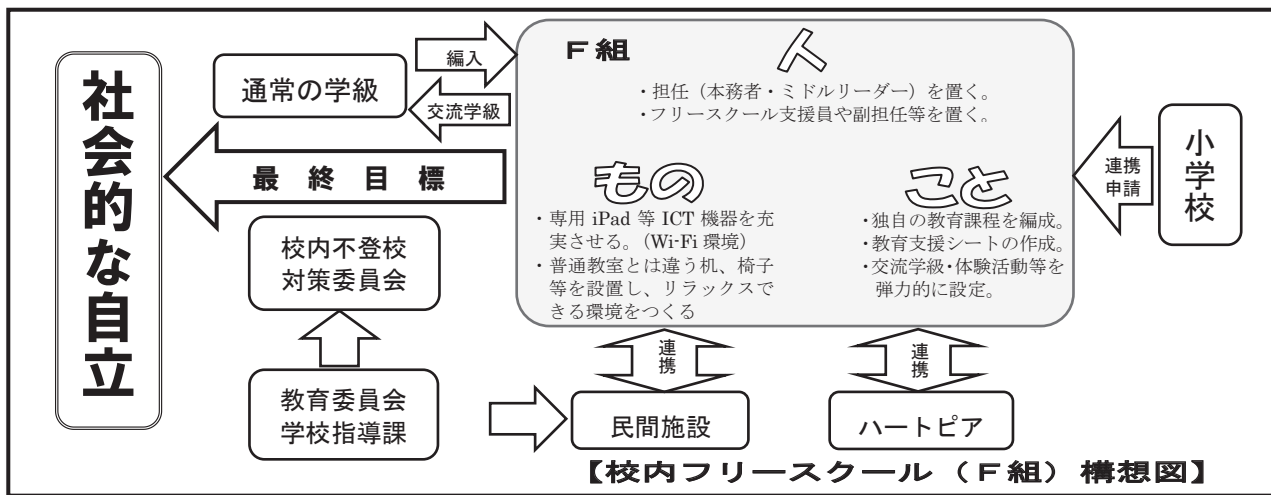 社会的な自立
通常の学級
編入
交流学級
最終目標
校内不登校
対策委員会
教育委員会
学校指導課
F組
人
・担任（本務者・ミドルリーダー）を置く。
・フリースクール支援員や副担任等を置く。
もの
・専用 iPad 等 ICT 機器を充
実させる。（Wi-Fi 環境）
・普通教室とは違う机、椅子
等を設置し、リラックスで
きる環境をつくる
こと
・独自の教育課程を編成。
・教育支援シートの作成。
・交流学級・体験活動等を
弾力的に設定。
連携
申請
小学校
連携
連携
民間施設
ハートピア
【校内フリースクール（F組）構想図】